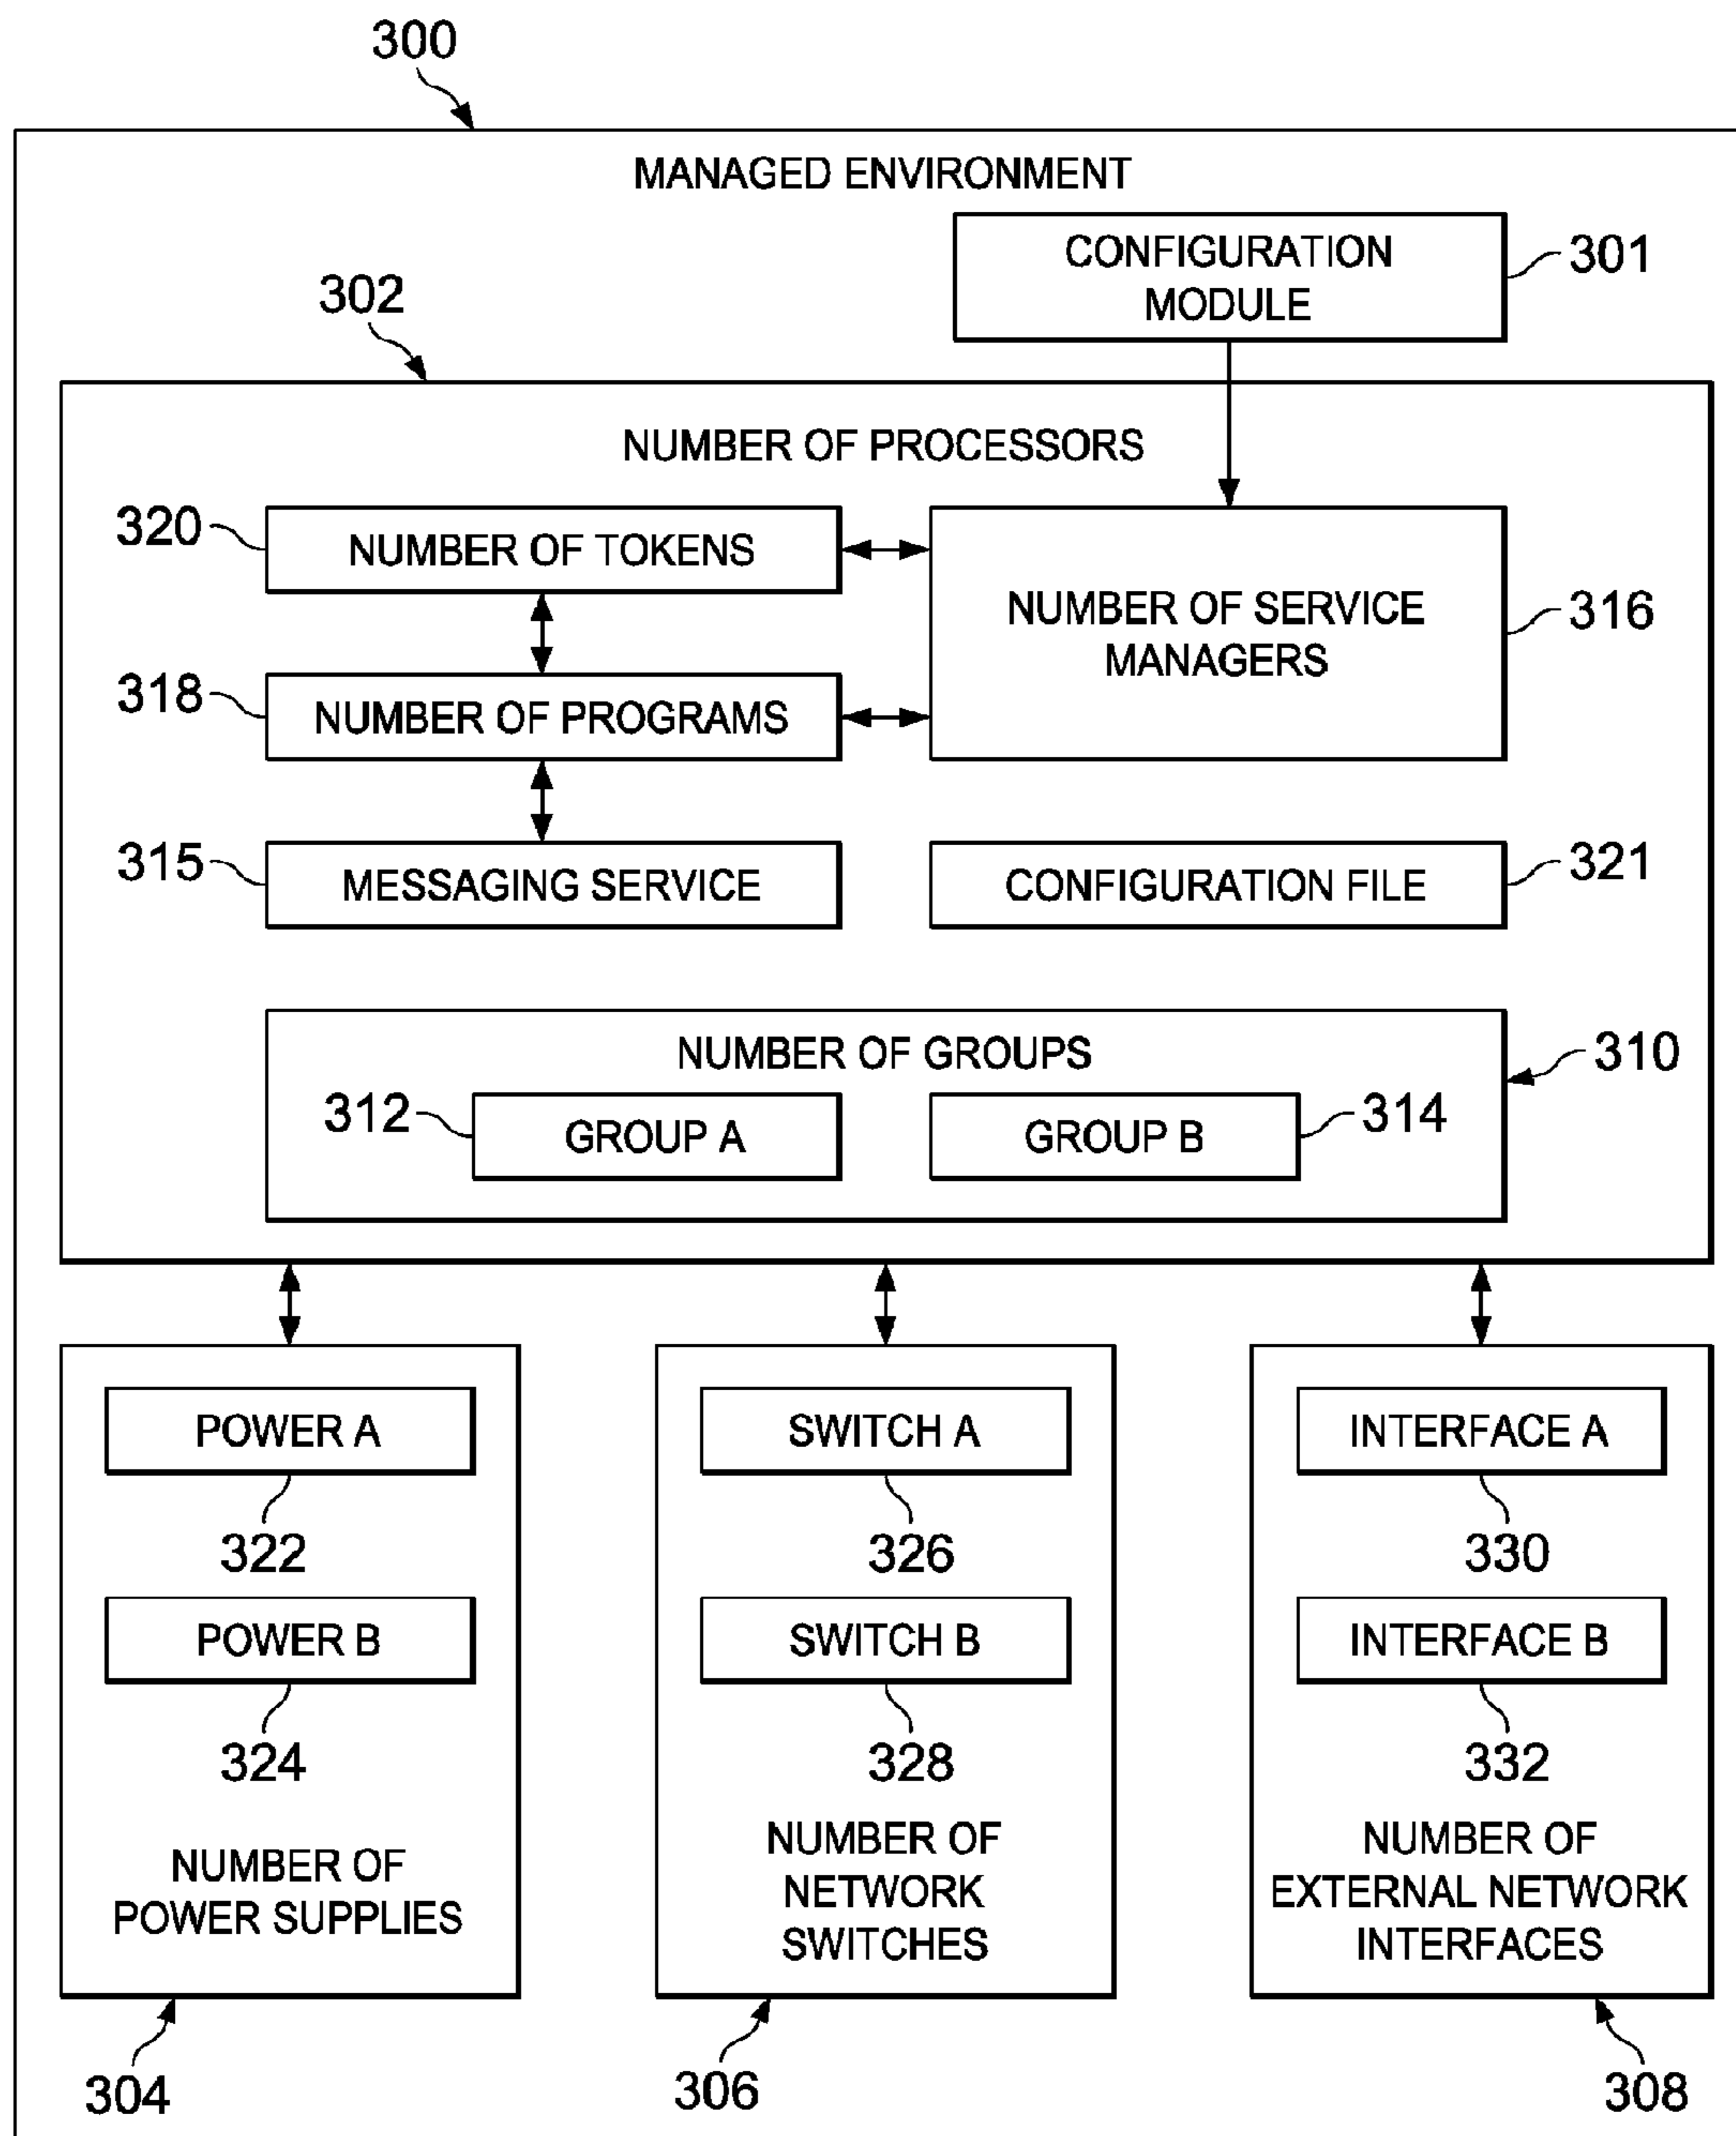 300
MANAGED ENVIRONMENT
CONFIGURATION
MODULE
301
302
NUMBER OF PROCESSORS
320
NUMBER OF TOKENS
NUMBER OF SERVICE
MANAGERS
316
318
NUMBER OF PROGRAMS
315
MESSAGING SERVICE
CONFIGURATION FILE
321
NUMBER OF GROUPS
310
312
GROUP A
GROUP B
314
POWER A
322
POWER B
324
NUMBER OF
POWER SUPPLIES
304
SWITCH A
326
SWITCH B
328
NUMBER OF
NETWORK
SWITCHES
306
INTERFACE A
330
INTERFACE B
332
NUMBER OF
EXTERNAL NETWORK
INTERFACES
308